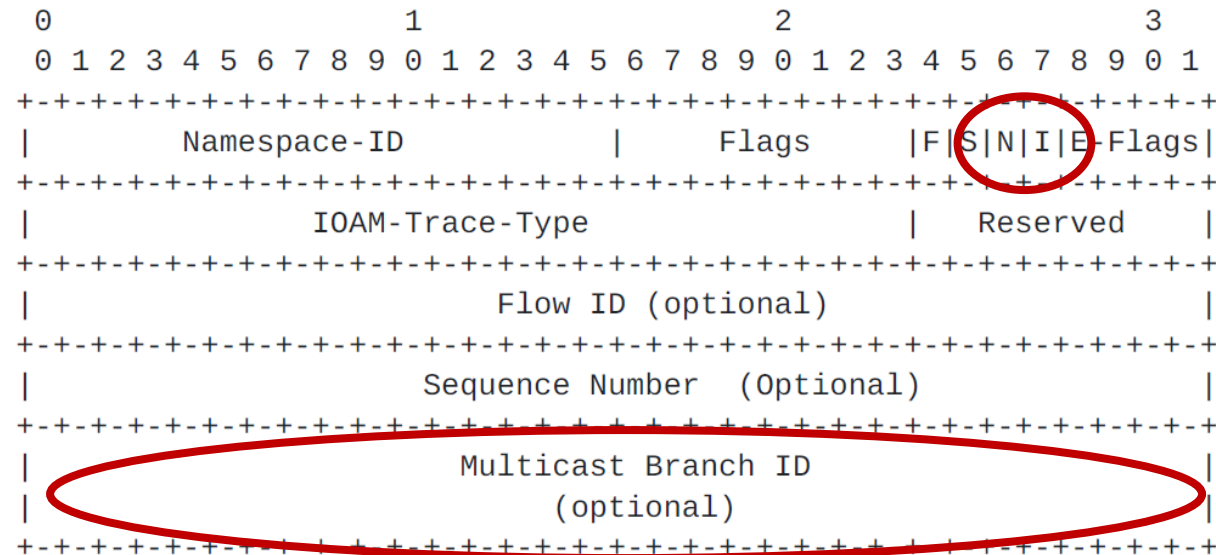 0                   1                   2                   3
 0 1 2 3 4 5 6 7 8 9 0 1 2 3 4 5 6 7 8 9 0 1 2 3 4 5 6 7 8 9 0 1
+-+-+-+-+-+-+-+-+-+-+-+-+-+-+-+-+-+-+-+-+-+-+-+-+-+-+-+-+-+-+-+-+
|        Namespace-ID           |     Flags     |F|S|N|I|E-Flags|
+-+-+-+-+-+-+-+-+-+-+-+-+-+-+-+-+-+-+-+-+-+-+-+-+-+-+-+-+-+-+-+-+
|               IOAM-Trace-Type                 |   Reserved    |
+-+-+-+-+-+-+-+-+-+-+-+-+-+-+-+-+-+-+-+-+-+-+-+-+-+-+-+-+-+-+-+-+
|                         Flow ID (optional)                    |
+-+-+-+-+-+-+-+-+-+-+-+-+-+-+-+-+-+-+-+-+-+-+-+-+-+-+-+-+-+-+-+-+
|                     Sequence Number  (Optional)               |
+-+-+-+-+-+-+-+-+-+-+-+-+-+-+-+-+-+-+-+-+-+-+-+-+-+-+-+-+-+-+-+-+
|                       Multicast Branch ID                     |
|                            (optional)                         |
+-+-+-+-+-+-+-+-+-+-+-+-+-+-+-+-+-+-+-+-+-+-+-+-+-+-+-+-+-+-+-+-+